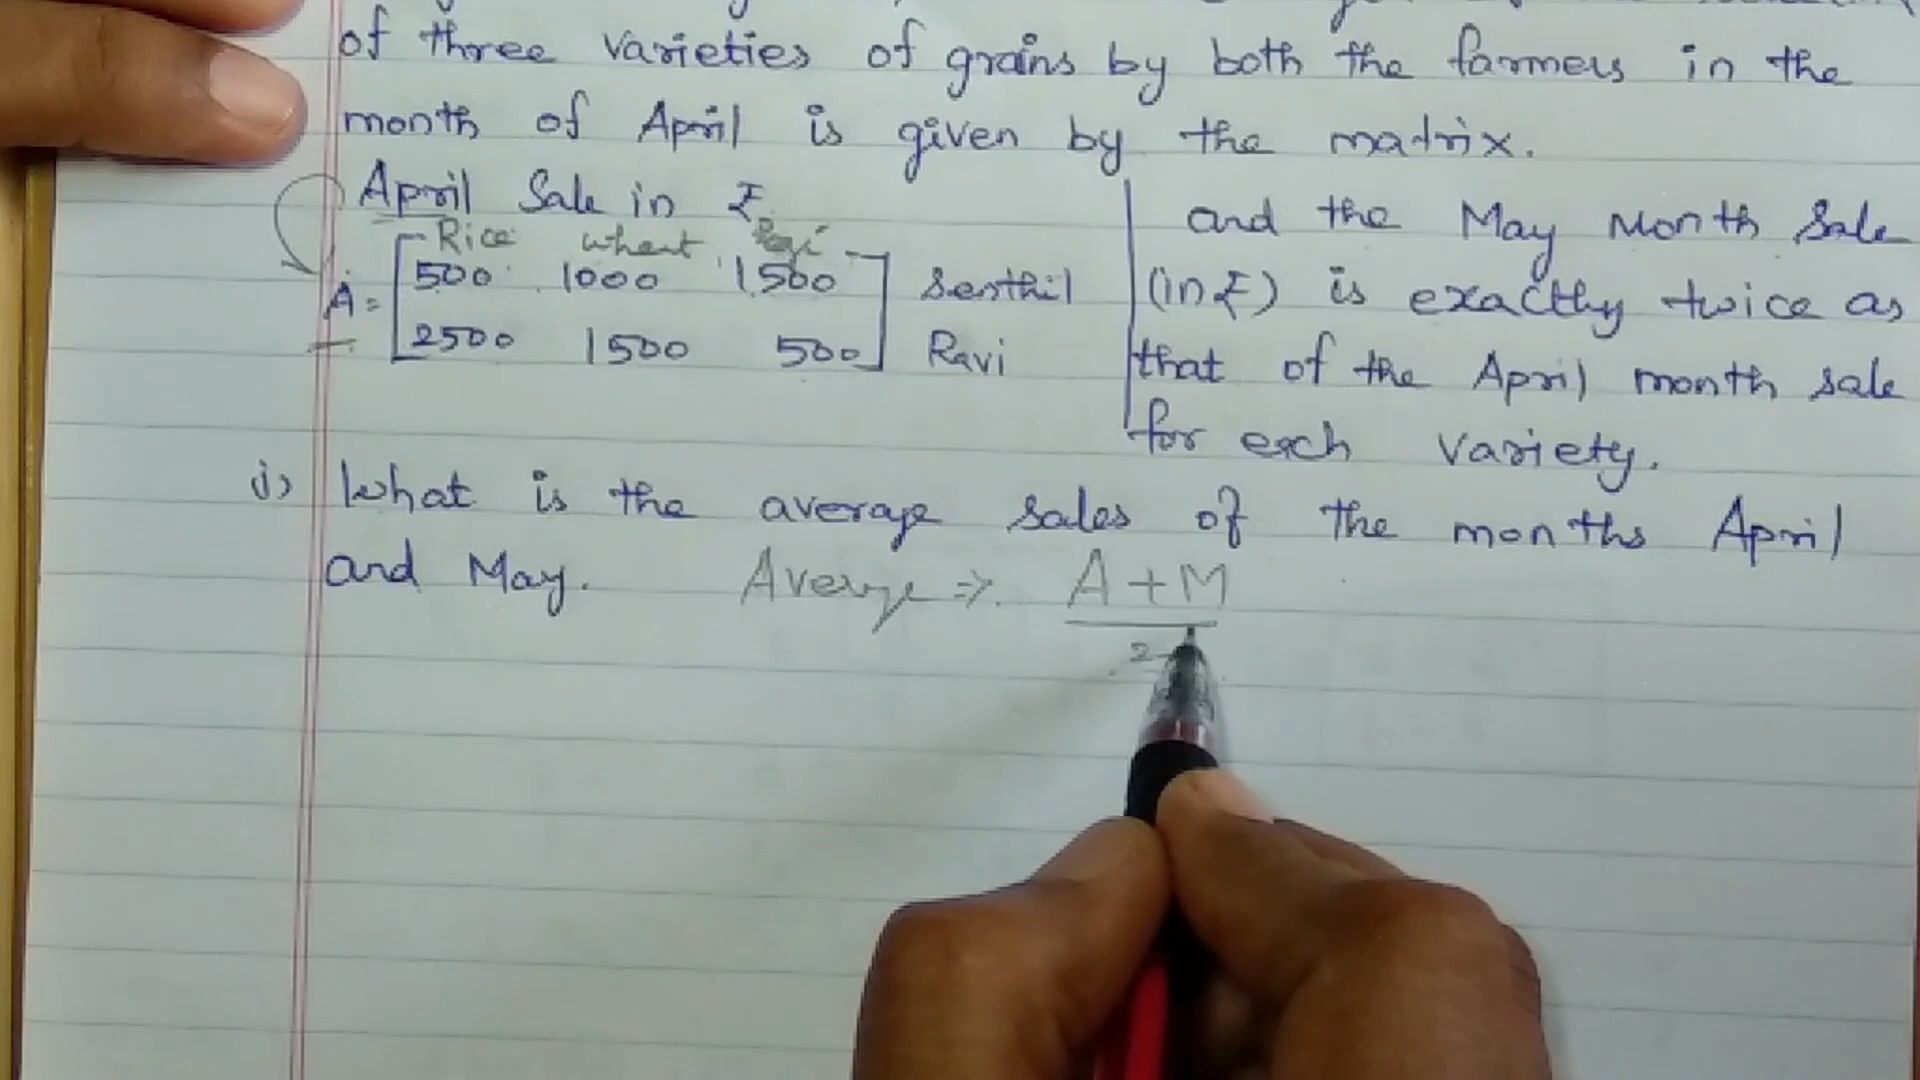 of three varieties of grains by both the farmers in the
month of April is given by the matrix.
April Sale in ₹
Rice wheat Ragi
A = [500 1000 1500] Senthil
[2500 1500 500] Ravi
and the May Month Sale
(in ₹) is exactly twice as
that of the April month sale
for each variety.
i) What is the average sales of the months April
and May. Average ⇒ A+M
2